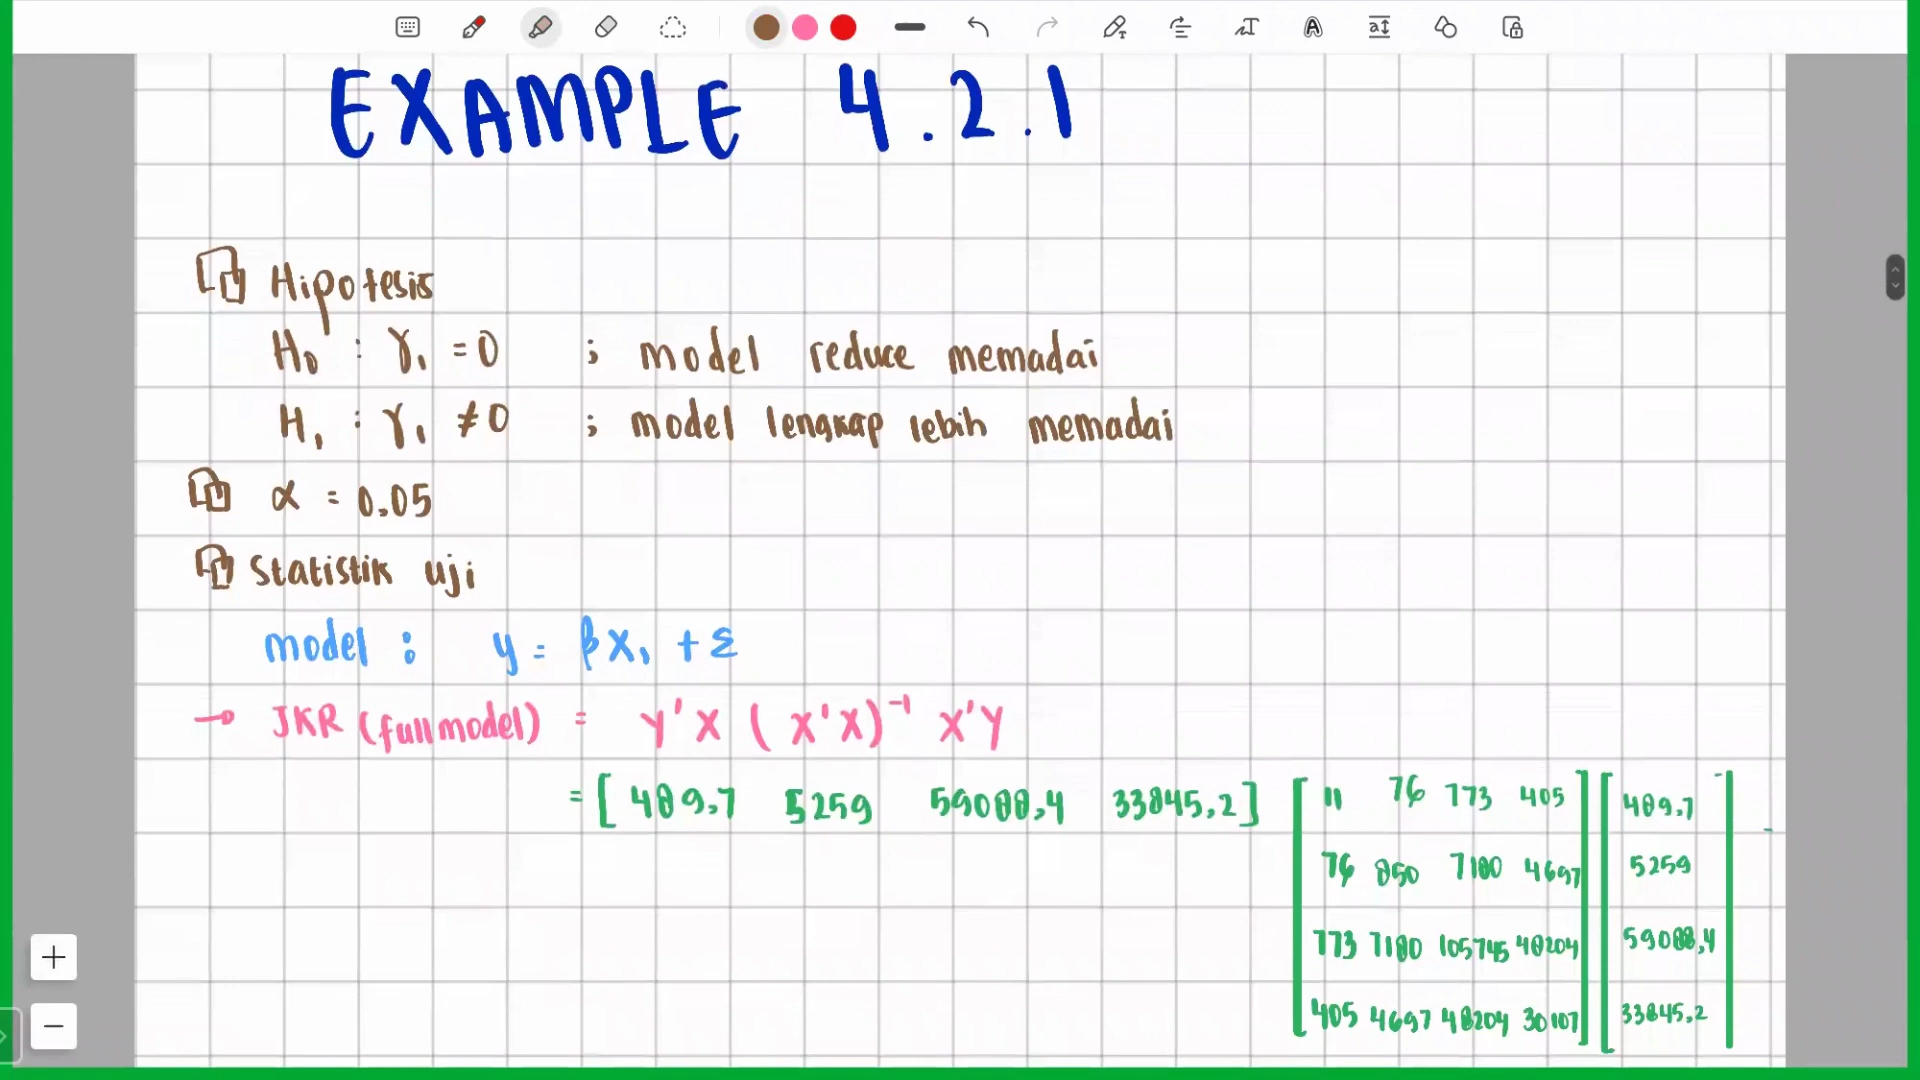 EXAMPLE 4.2.1
Hipotesis
H₀ : γ₁ = 0 ; model reduce memadai
H₁ : γ₁ ≠ 0 ; model lengkap lebih memadai
α = 0,05
Statistik uji
model : y = βX₁ + ε
→ JKR (full model) = Y'X (X'X)⁻¹ X'Y
= [ 489,7 5259 59088,4 33845,2 ] [ 11 76 773 405 ] [ 489,7 ]
76 850 7180 4697 5259
773 7180 105745 48204 59088,4
405 4697 48204 30107 33845,2